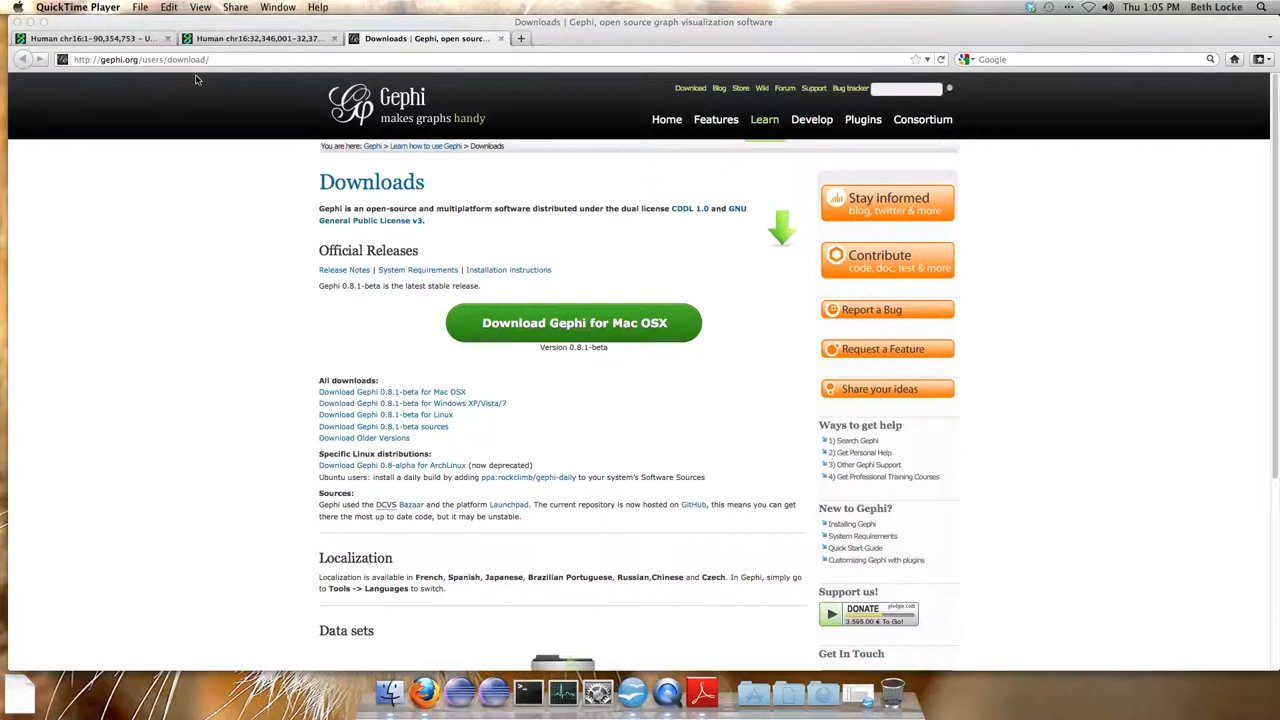 QuickTime Player File Edit View Share Window Help Thu 1:05 PM Beth Locke
Downloads | Gephi, open source graph visualization software
Human chr16:1-90,354,753 – U... Human chr16:32,346,001-32,37... Downloads | Gephi, open sourc...
http://gephi.org/users/download/ Google
Gephi
makes graphs handy
Download Blog Store Wiki Forum Support Bug tracker
Home Features Learn Develop Plugins Consortium
You are here: Gephi > Learn how to use Gephi > Downloads
Downloads
Gephi is an open-source and multiplatform software distributed under the dual license CDDL 1.0 and GNU
General Public License v3.
Official Releases
Release Notes | System Requirements | Installation instructions
Gephi 0.8.1-beta is the latest stable release.
Download Gephi for Mac OSX
Version 0.8.1-beta
All downloads:
Download Gephi 0.8.1-beta for Mac OSX
Download Gephi 0.8.1-beta for Windows XP/Vista/7
Download Gephi 0.8.1-beta for Linux
Download Gephi 0.8.1-beta sources
Download Older Versions
Specific Linux distributions:
Download Gephi 0.8-alpha for ArchLinux (now deprecated)
Ubuntu users: install a daily build by adding ppa:rockclimb/gephi-daily to your system's Software Sources
Sources:
Gephi used the DCVS Bazaar and the platform Launchpad. The current repository is now hosted on GitHub, this means you can get
there the most up to date code, but it may be unstable.
Localization
Localization is available in French, Spanish, Japanese, Brazilian Portuguese, Russian,Chinese and Czech. In Gephi, simply go
to Tools -> Languages to switch.
Data sets
Stay informed
blog, twitter & more
Contribute
code, doc, test & more
Report a Bug
Request a Feature
Share your ideas
Ways to get help
1) Search Gephi
2) Get Personal Help
3) Other Gephi Support
4) Get Professional Training Courses
New to Gephi?
Installing Gephi
System Requirements
Quick Start Guide
Customizing Gephi with plugins
Support us!
DONATE pledgie.com
3.595.00 € To Go!
Get In Touch